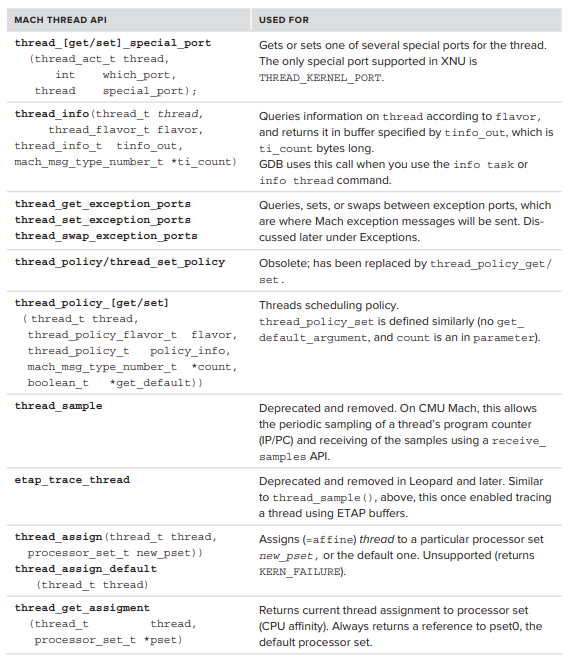 MACH THREAD API USED FOR
thread_[get/set]_special_port
(thread_act_t thread,
int which_port,
thread special_port);
Gets or sets one of several special ports for the thread.
The only special port supported in XNU is
THREAD_KERNEL_PORT.
thread_info(thread_t thread,
thread_flavor_t flavor,
thread_info_t tinfo_out,
mach_msg_type_number_t *ti_count)
Queries information on thread according to flavor,
and returns it in buffer specified by tinfo_out, which is
ti_count bytes long.
GDB uses this call when you use the info task or
info thread command.
thread_get_exception_ports
thread_set_exception_ports
thread_swap_exception_ports
Queries, sets, or swaps between exception ports, which
are where Mach exception messages will be sent. Dis-
cussed later under Exceptions.
thread_policy/thread_set_policy
Obsolete; has been replaced by thread_policy_get/
set.
thread_policy_[get/set]
(thread_t thread,
thread_policy_flavor_t flavor,
thread_policy_t policy_info,
mach_msg_type_number_t *count,
boolean_t *get_default))
Threads scheduling policy.
thread_policy_set is defined similarly (no get_
default_argument, and count is an in parameter).
thread_sample
Deprecated and removed. On CMU Mach, this allows
the periodic sampling of a thread's program counter
(IP/PC) and receiving of the samples using a receive_
samples API.
etap_trace_thread
Deprecated and removed in Leopard and later. Similar
to thread_sample(), above, this once enabled tracing
a thread using ETAP buffers.
thread_assign(thread_t thread,
processor_set_t new_pset))
thread_assign_default
(thread_t thread)
Assigns (=affine) thread to a particular processor set
new_pset, or the default one. Unsupported (returns
KERN_FAILURE).
thread_get_assigment
(thread_t thread,
processor_set_t *pset)
Returns current thread assignment to processor set
(CPU affinity). Always returns a reference to pset0, the
default processor set.